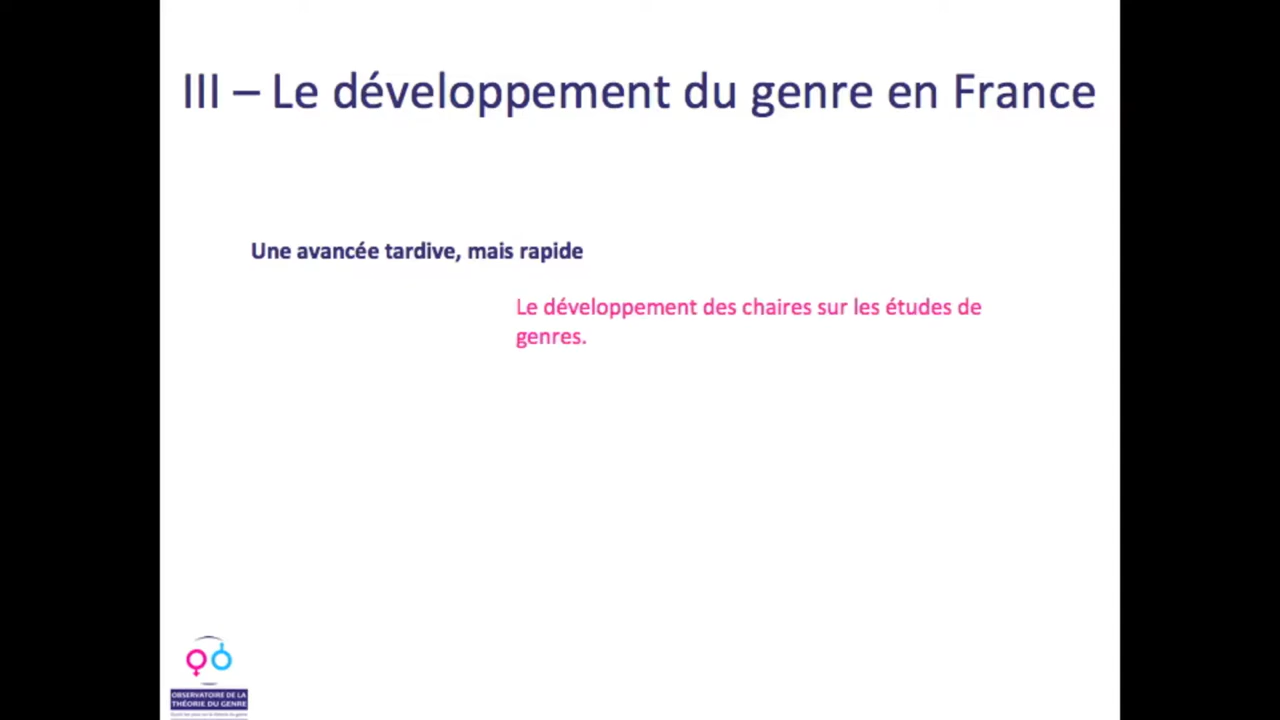 III – Le développement du genre en France
Une avancée tardive, mais rapide
Le développement des chaires sur les études de
genres.
OBSERVATOIRE DE LA
THÉORIE DU GENRE